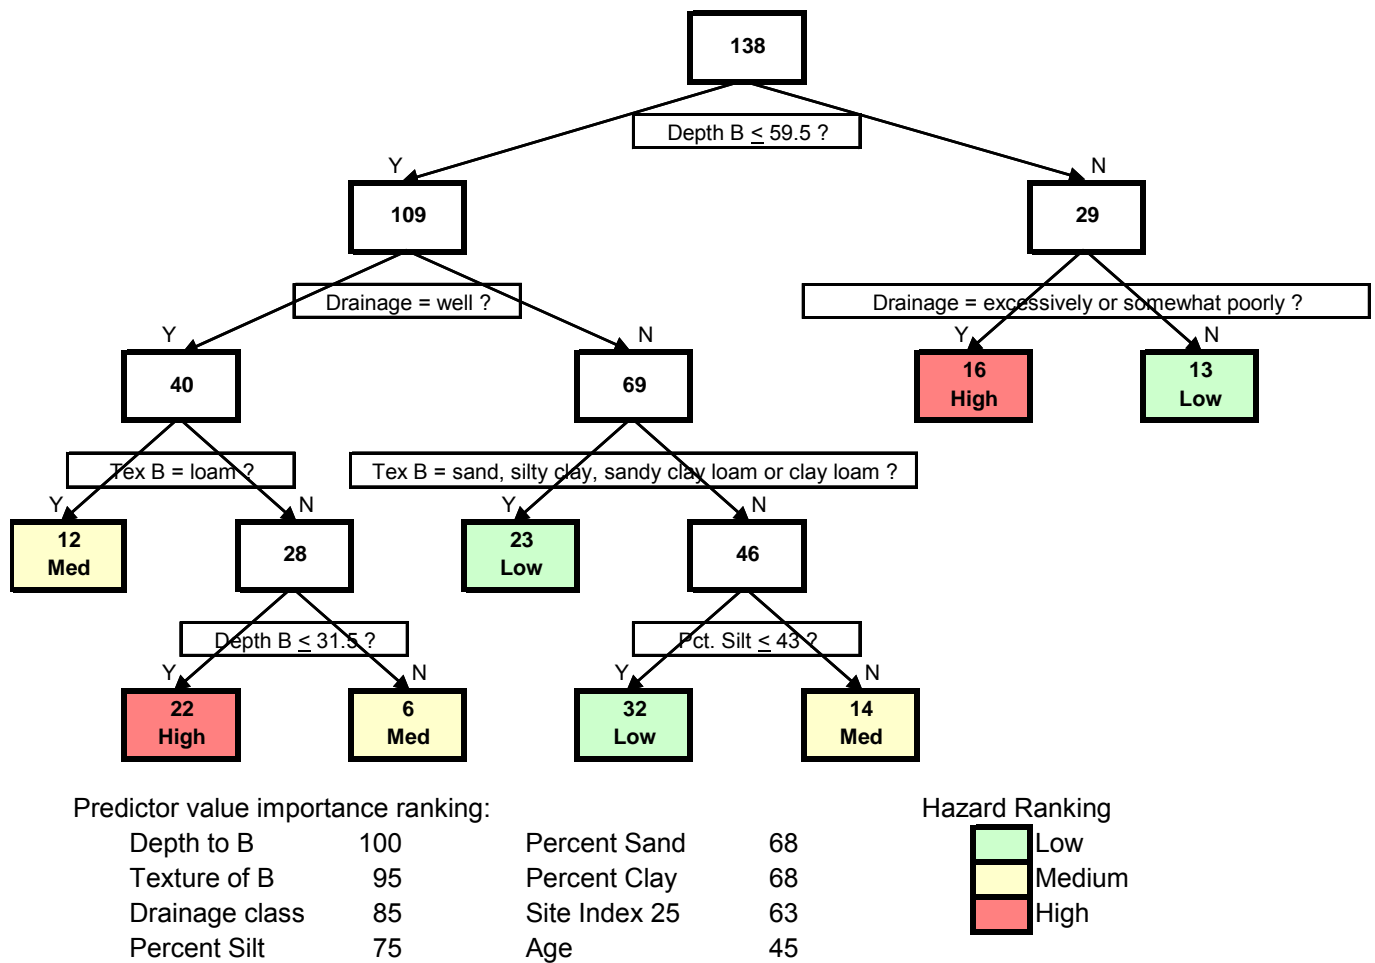 138
Depth B ≤ 59.5 ?
Y
N
109
29
Drainage = well ?
Drainage = excessively or somewhat poorly ?
Y
N
Y
N
40
69
16
High
13
Low
Tex B = loam ?
Tex B = sand, silty clay, sandy clay loam or clay loam ?
Y
N
Y
N
12
Med
28
23
Low
46
Depth B ≤ 31.5 ?
Pct. Silt ≤ 43 ?
Y
N
Y
N
22
High
6
Med
32
Low
14
Med
Predictor value importance ranking:
Depth to B 100
Texture of B 95
Drainage class 85
Percent Silt 75
Percent Sand 68
Percent Clay 68
Site Index 25 63
Age 45
Hazard Ranking
Low
Medium
High